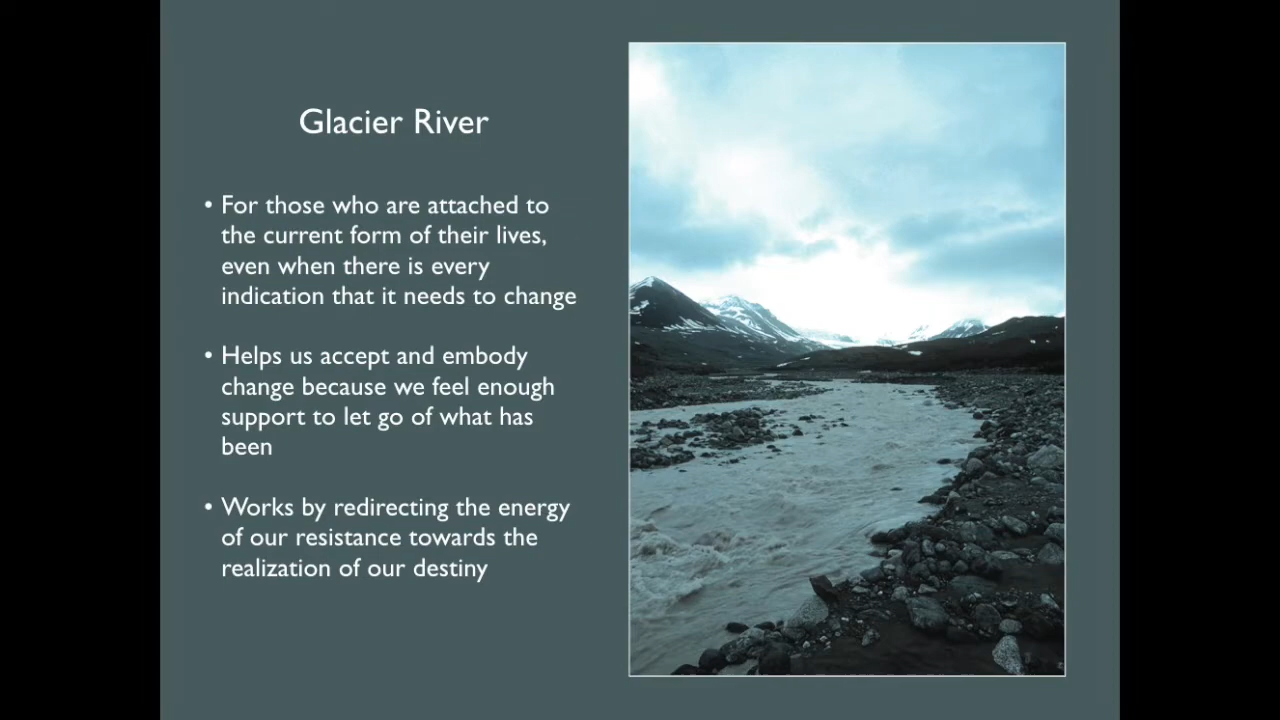 Glacier River
• For those who are attached to
the current form of their lives,
even when there is every
indication that it needs to change
• Helps us accept and embody
change because we feel enough
support to let go of what has
been
• Works by redirecting the energy
of our resistance towards the
realization of our destiny